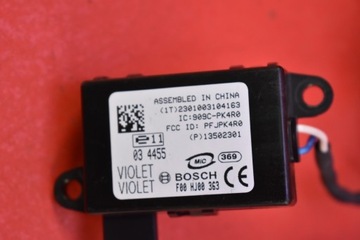 ASSEMBLED IN CHINA
(1T)2301003104163
IC:909C-PK4R0
FCC ID: PFJPK4R0
(P)13502301
e11
03 4455
MiC
369
VIOLET
VIOLET
BOSCH
CE
F00 HJ00 363